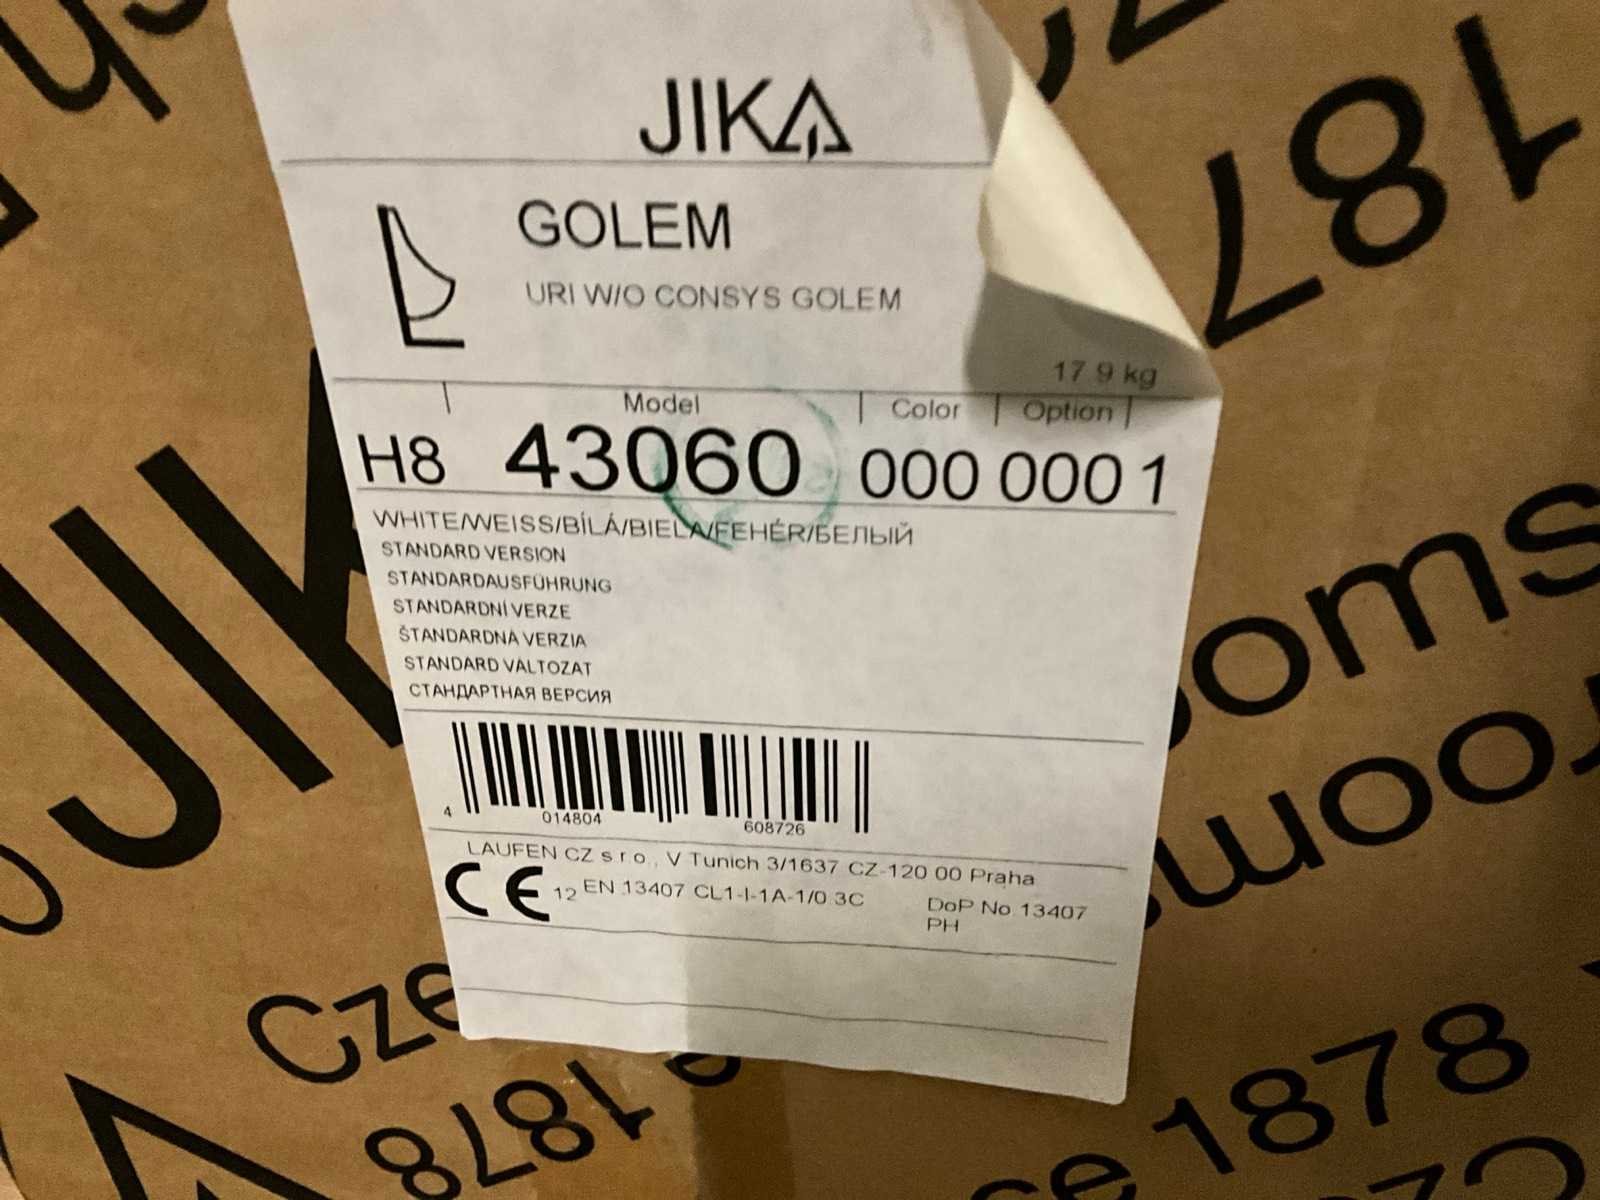 JIKA
GOLEM
URI W/O CONSYS GOLEM
17 9 kg
Model Color Option
H8 43060 000 000 1
WHITE/WEISS/BÍLÁ/BIELA/FEHÉR/БЕЛЫЙ
STANDARD VERSION
STANDARDAUSFÜHRUNG
STANDARDNÍ VERZE
ŠTANDARDNÁ VERZIA
STANDARD VÁLTOZAT
СТАНДАРТНАЯ ВЕРСИЯ
4 014804 608726
LAUFEN CZ s r.o., V Tunich 3/1637 CZ-120 00 Praha
CE 12 EN 13407 CL1-I-1A-1/0 3C DoP No 13407
PH
187
1878
1878